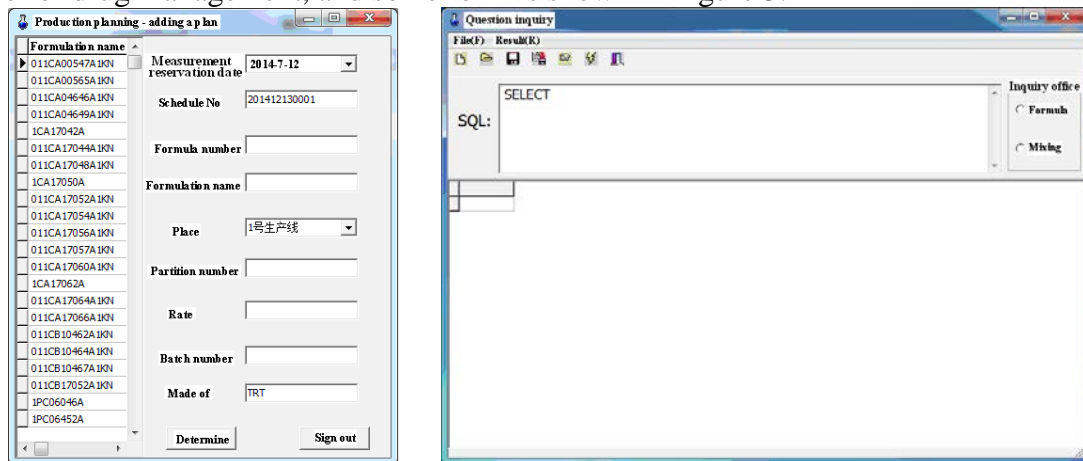 Production planning - adding a plan
Formulation name
011CA00547A1KN
011CA00565A1KN
011CA04646A1KN
011CA04649A1KN
1CA17042A
011CA17044A1KN
011CA17048A1KN
1CA17050A
011CA17052A1KN
011CA17054A1KN
011CA17056A1KN
011CA17057A1KN
011CA17060A1KN
1CA17062A
011CA17064A1KN
011CA17066A1KN
011CB10462A1KN
011CB10464A1KN
011CB10467A1KN
011CB17052A1KN
1PC06046A
1PC06452A
Measurement
reservation date
2014-7-12
Schedule No
201412130001
Formula number
Formulation name
Place
1号生产线
Partition number
Rate
Batch number
Made of
TRT
Determine
Sign out
Question inquiry
File(F) Result(R)
SQL:
SELECT
Inquiry office
Formula
Mixing